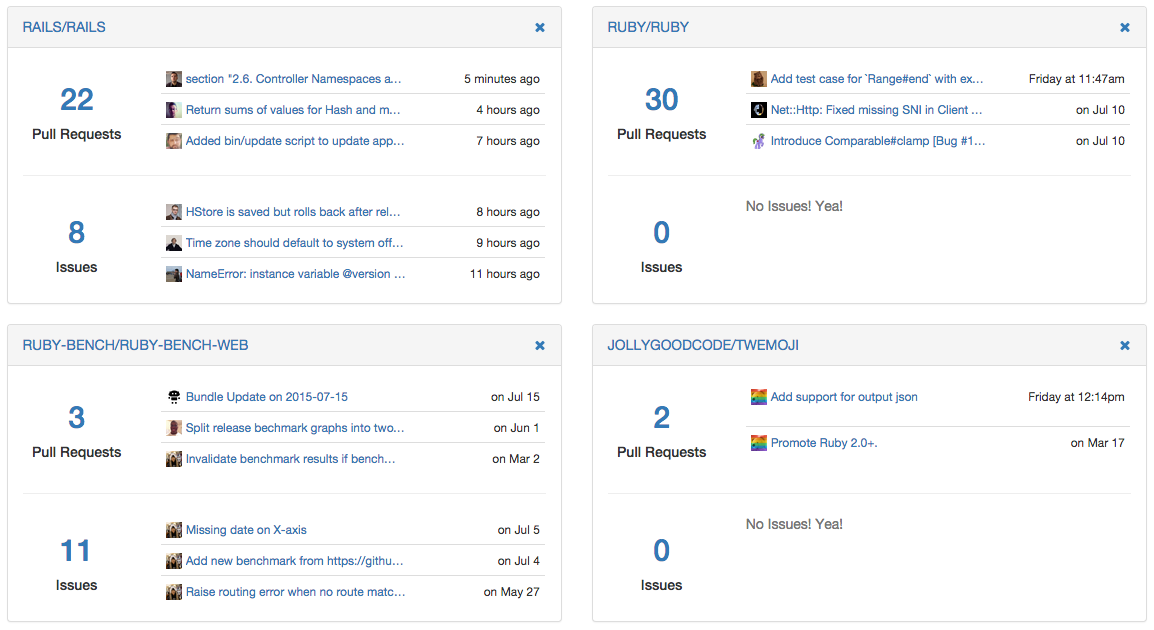 RAILS/RAILS
22
Pull Requests
section "2.6. Controller Namespaces a... 5 minutes ago
Return sums of values for Hash and m... 4 hours ago
Added bin/update script to update app... 7 hours ago
8
Issues
HStore is saved but rolls back after rel... 8 hours ago
Time zone should default to system off... 9 hours ago
NameError: instance variable @version ... 11 hours ago
RUBY/RUBY
30
Pull Requests
Add test case for `Range#end` with ex... Friday at 11:47am
Net::Http: Fixed missing SNI in Client ... on Jul 10
Introduce Comparable#clamp [Bug #1... on Jul 10
0
Issues
No Issues! Yea!
RUBY-BENCH/RUBY-BENCH-WEB
3
Pull Requests
Bundle Update on 2015-07-15 on Jul 15
Split release bechmark graphs into two... on Jun 1
Invalidate benchmark results if bench... on Mar 2
11
Issues
Missing date on X-axis on Jul 5
Add new benchmark from https://githu... on Jul 4
Raise routing error when no route matc... on May 27
JOLLYGOODCODE/TWEMOJI
2
Pull Requests
Add support for output json Friday at 12:14pm
Promote Ruby 2.0+. on Mar 17
0
Issues
No Issues! Yea!